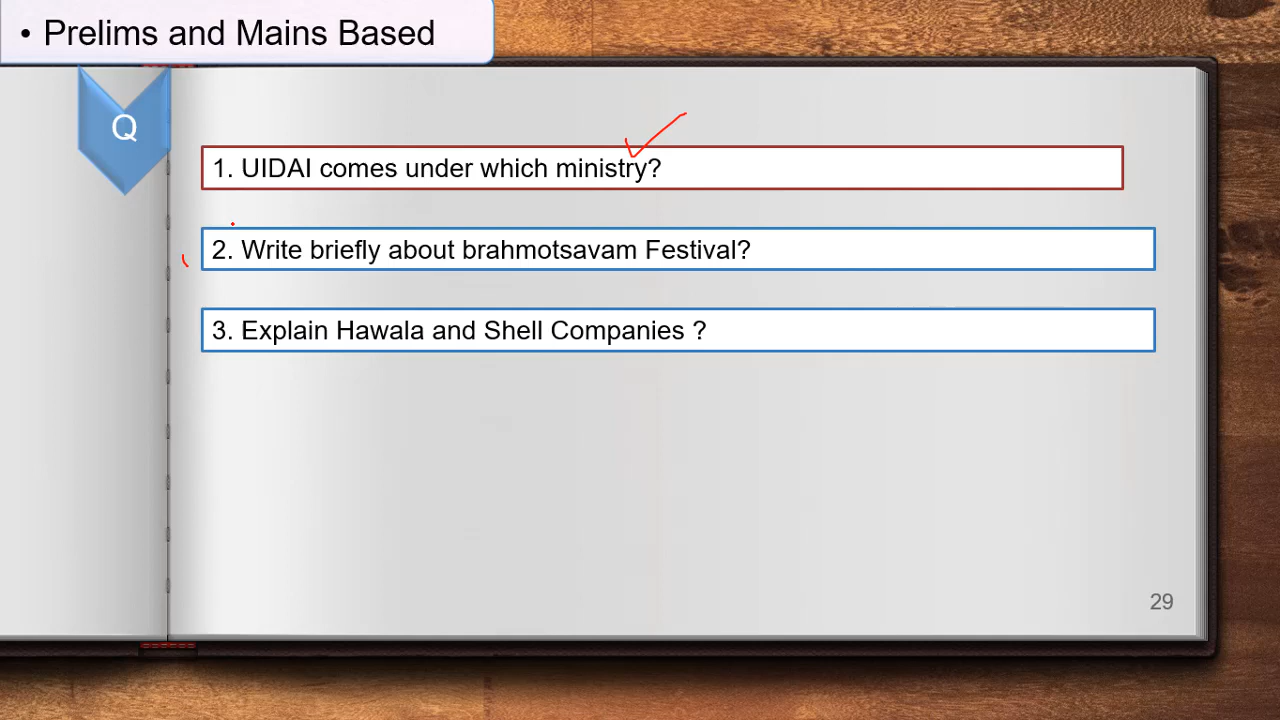 • Prelims and Mains Based
Q
1. UIDAI comes under which ministry?
2. Write briefly about brahmotsavam Festival?
3. Explain Hawala and Shell Companies ?
29